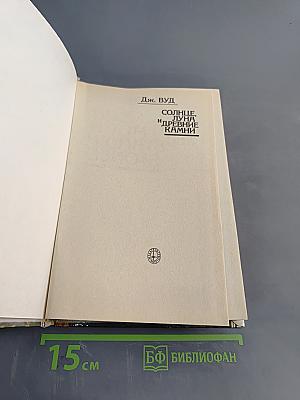 Дж. ВУД
СОЛНЦЕ,
ЛУНА
И ДРЕВНИЕ
КАМНИ
15 см
БФ БИБЛИОФАН